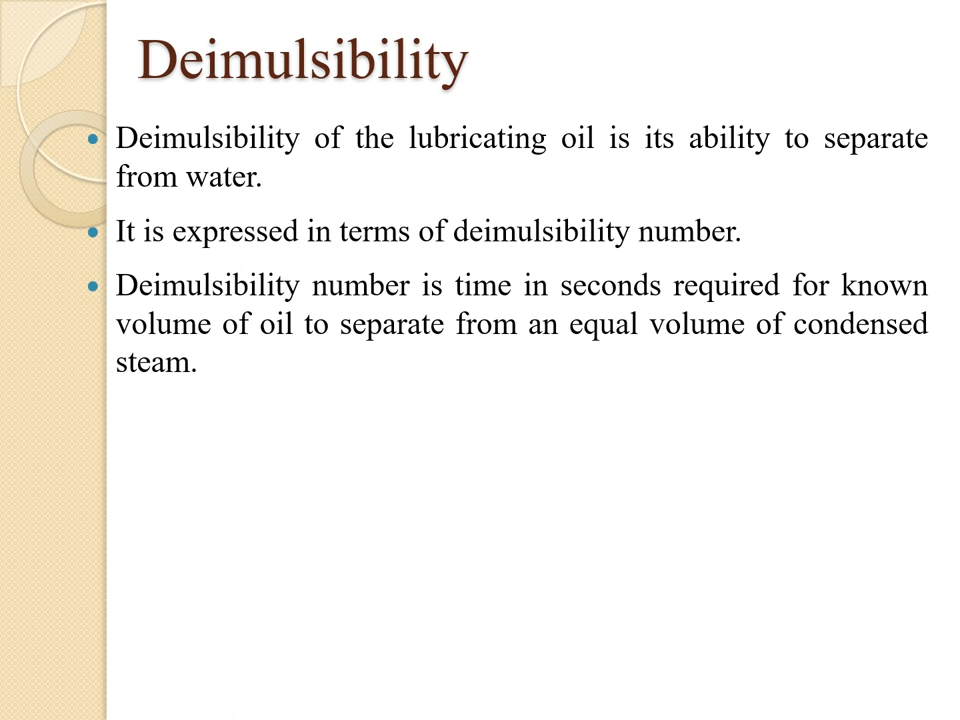 Deimulsibility
• Deimulsibility of the lubricating oil is its ability to separate
from water.
• It is expressed in terms of deimulsibility number.
• Deimulsibility number is time in seconds required for known
volume of oil to separate from an equal volume of condensed
steam.